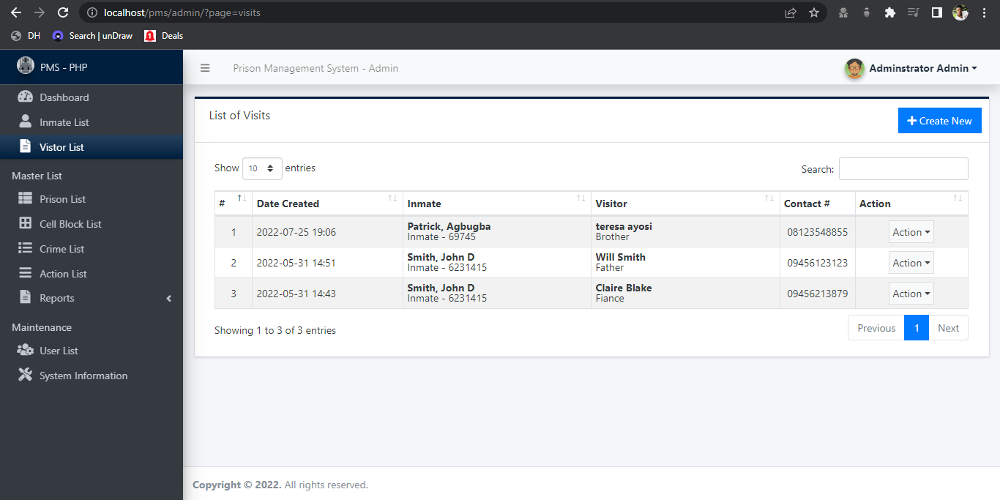 localhost/pms/admin/?page=visits
DH Search | unDraw 1 Deals
PMS - PHP
Prison Management System - Admin
Adminstrator Admin
Dashboard
Inmate List
Vistor List
Master List
Prison List
Cell Block List
Crime List
Action List
Reports
Maintenance
User List
System Information
List of Visits
Create New
Show 10 entries
Search:
# Date Created Inmate Visitor Contact # Action
1 2022-07-25 19:06 Patrick, Agbugba teresa ayosi 08123548855 Action
Inmate - 69745 Brother
2 2022-05-31 14:51 Smith, John D Will Smith 09456123123 Action
Inmate - 6231415 Father
3 2022-05-31 14:43 Smith, John D Claire Blake 09456213879 Action
Inmate - 6231415 Fiance
Showing 1 to 3 of 3 entries
Previous 1 Next
Copyright © 2022. All rights reserved.